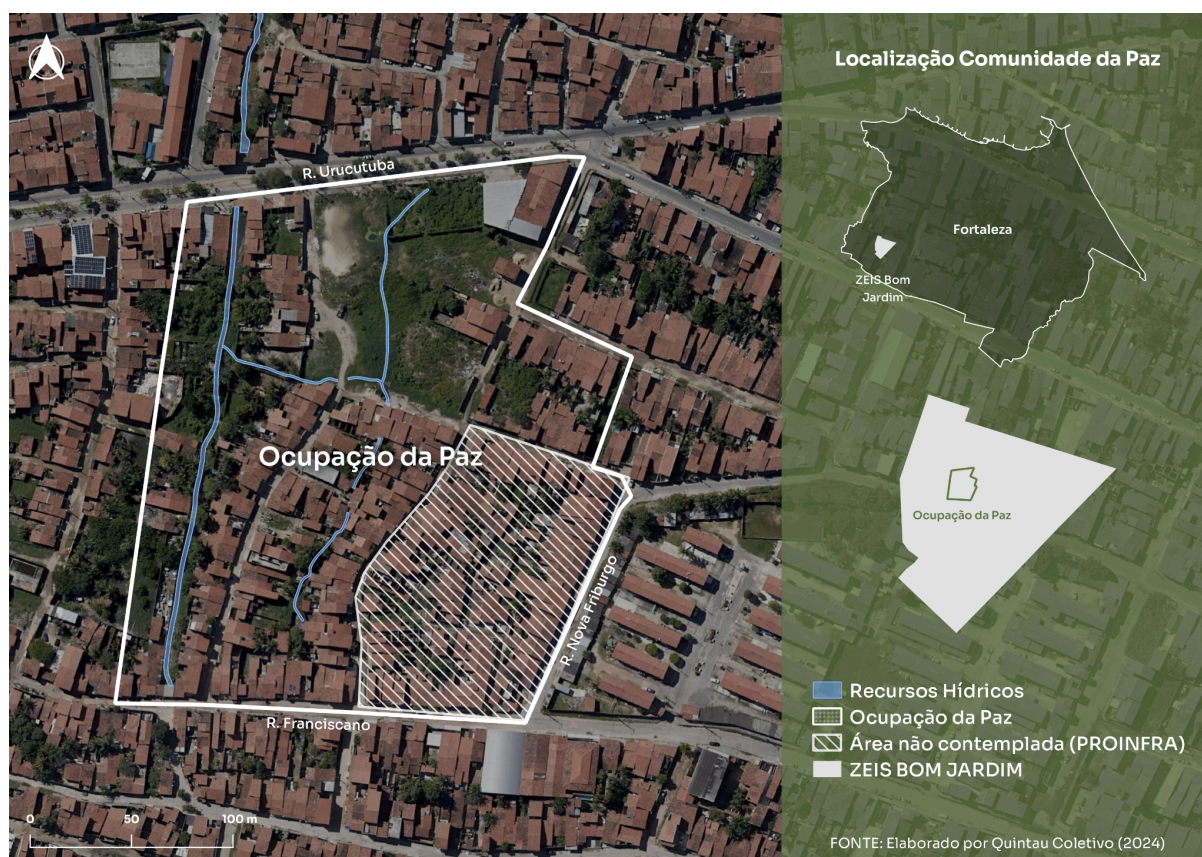 R. Urucutuba
Ocupação da Paz
R. Nova Friburgo
R. Franciscano
0 50 100 m
Localização Comunidade da Paz
Fortaleza
ZEIS Bom
Jardim
Ocupação da Paz
Recursos Hídricos
Ocupação da Paz
Área não contemplada (PROINFRA)
ZEIS BOM JARDIM
FONTE: Elaborado por Quintau Coletivo (2024)